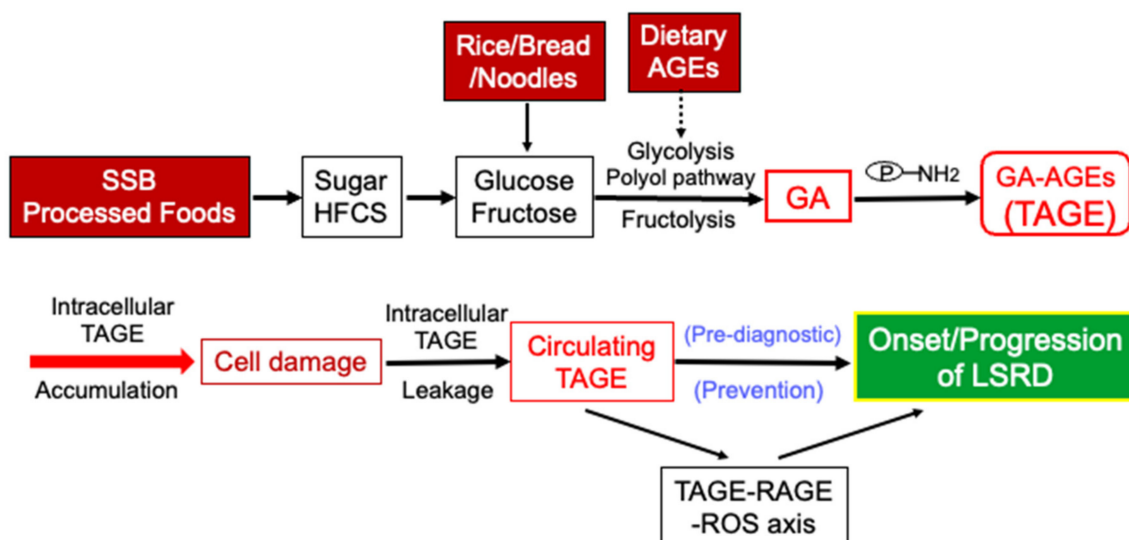 Rice/Bread
/Noodles
Dietary
AGEs
SSB
Processed Foods
Sugar
HFCS
Glucose
Fructose
Glycolysis
Polyol pathway
Fructolysis
GA
P-NH2
GA-AGEs
(TAGE)
Intracellular
TAGE
Accumulation
Cell damage
Intracellular
TAGE
Leakage
Circulating
TAGE
(Pre-diagnostic)
(Prevention)
Onset/Progression
of LSRD
TAGE-RAGE
-ROS axis